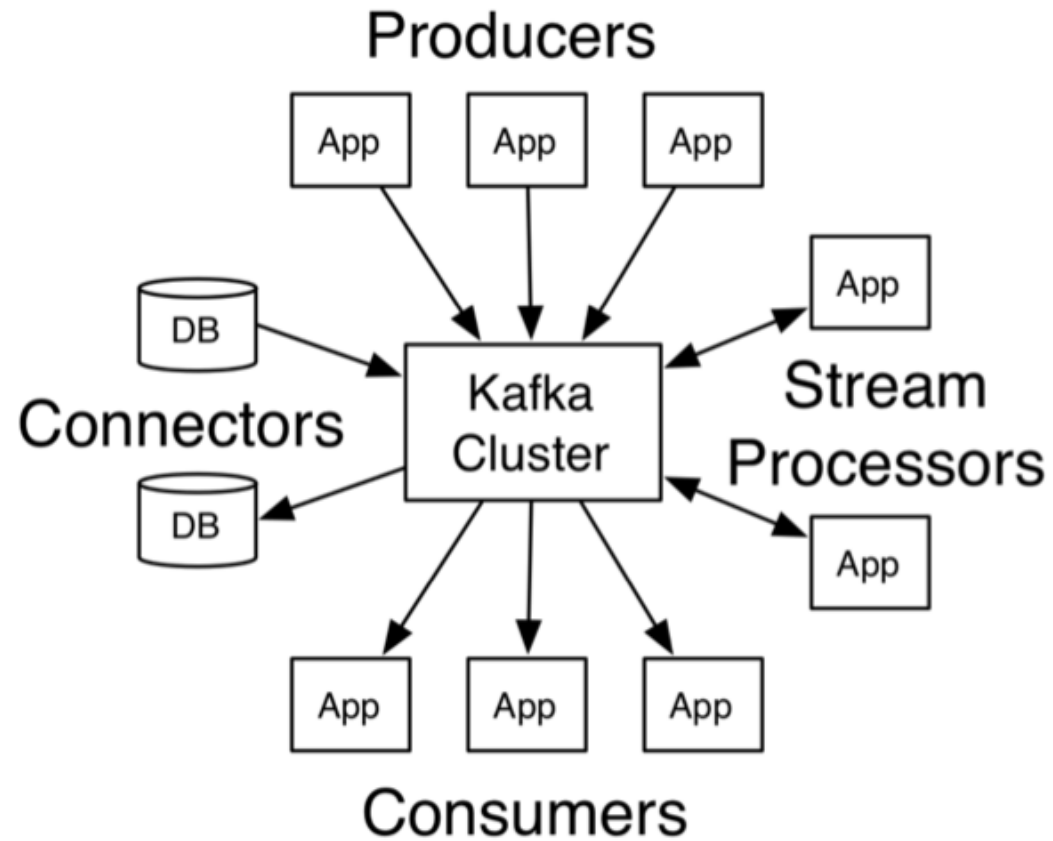 Producers
App App App
App
DB
Kafka
Cluster
Stream
Processors
Connectors
DB
App
App App App
Consumers